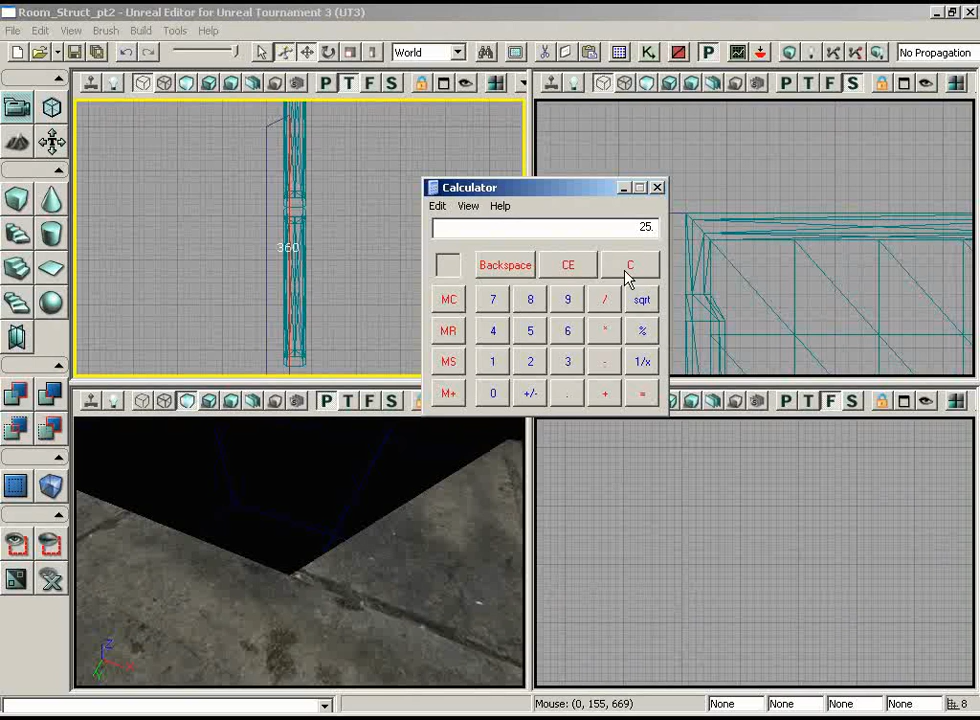 Room_Struct_pt2 - Unreal Editor for Unreal Tournament 3 (UT3)
File Edit View Brush Build Tools Help
World K P No Propagation
P T F S
P T F S
360
Calculator
Edit View Help
25.
Backspace CE C
MC 7 8 9 / sqrt
MR 4 5 6 * %
MS 1 2 3 - 1/x
M+ 0 +/- . + =
P T F S
P T F S
Z
X
Y
Mouse: (0, 155, 669) None None None None 8